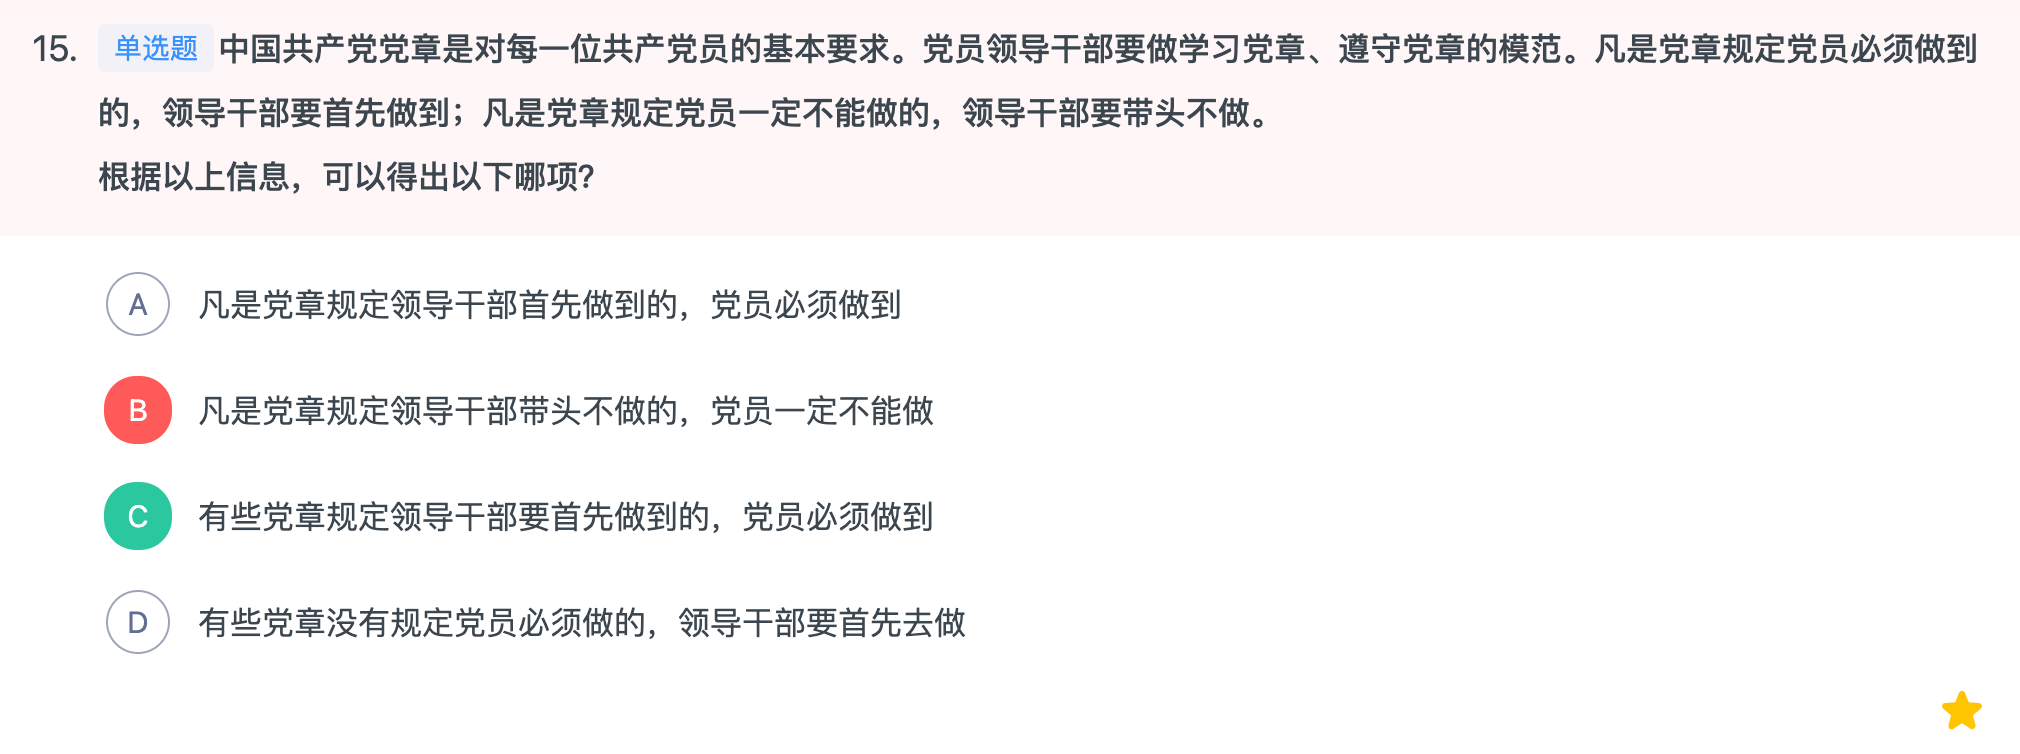 15. 单选题 中国共产党党章是对每一位共产党员的基本要求。党员领导干部要做学习党章、遵守党章的模范。凡是党章规定党员必须做到
的，领导干部要首先做到；凡是党章规定党员一定不能做的，领导干部要带头不做。
根据以上信息，可以得出以下哪项?
A 凡是党章规定领导干部首先做到的，党员必须做到
B 凡是党章规定领导干部带头不做的，党员一定不能做
C 有些党章规定领导干部要首先做到的，党员必须做到
D 有些党章没有规定党员必须做的，领导干部要首先去做